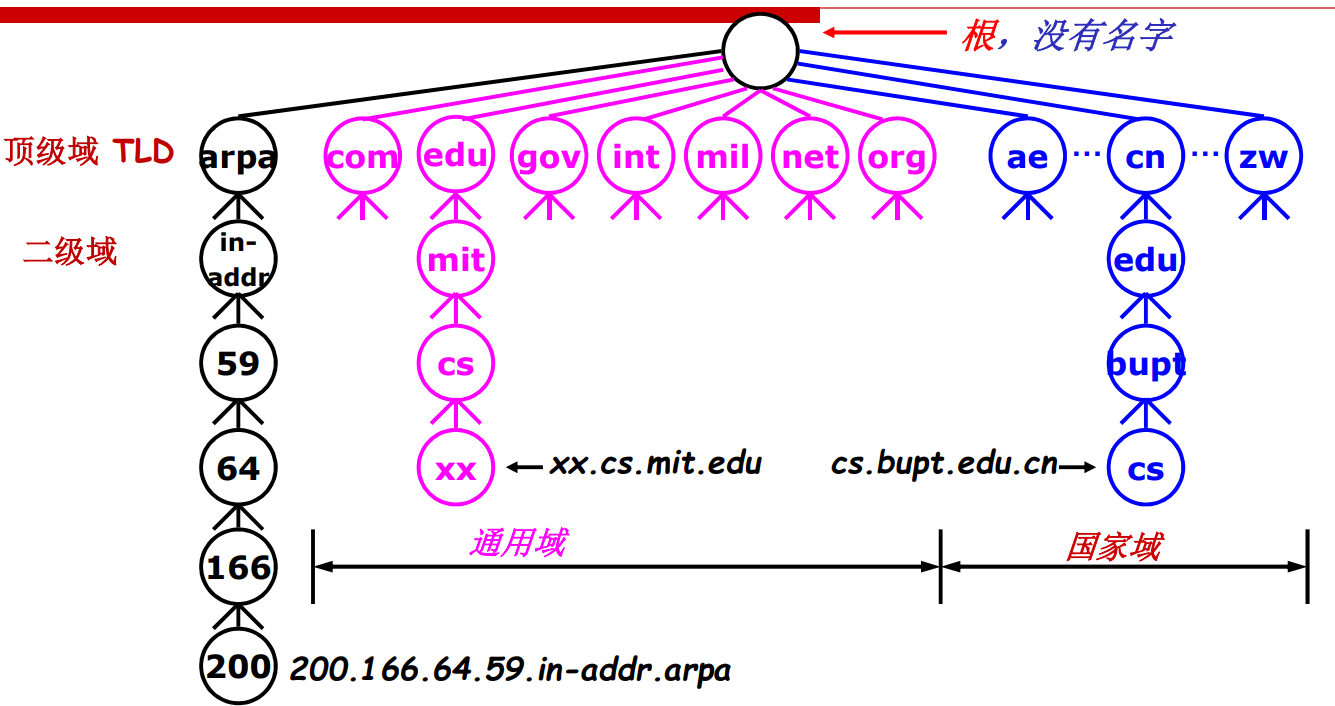 根，没有名字
顶级域 TLD
arpa
com
edu
gov
int
mil
net
org
ae
...
cn
...
zw
二级域
in-
addr
mit
edu
59
cs
bupt
64
xx
xx.cs.mit.edu
cs.bupt.edu.cn
cs
通用域
国家域
166
200
200.166.64.59.in-addr.arpa